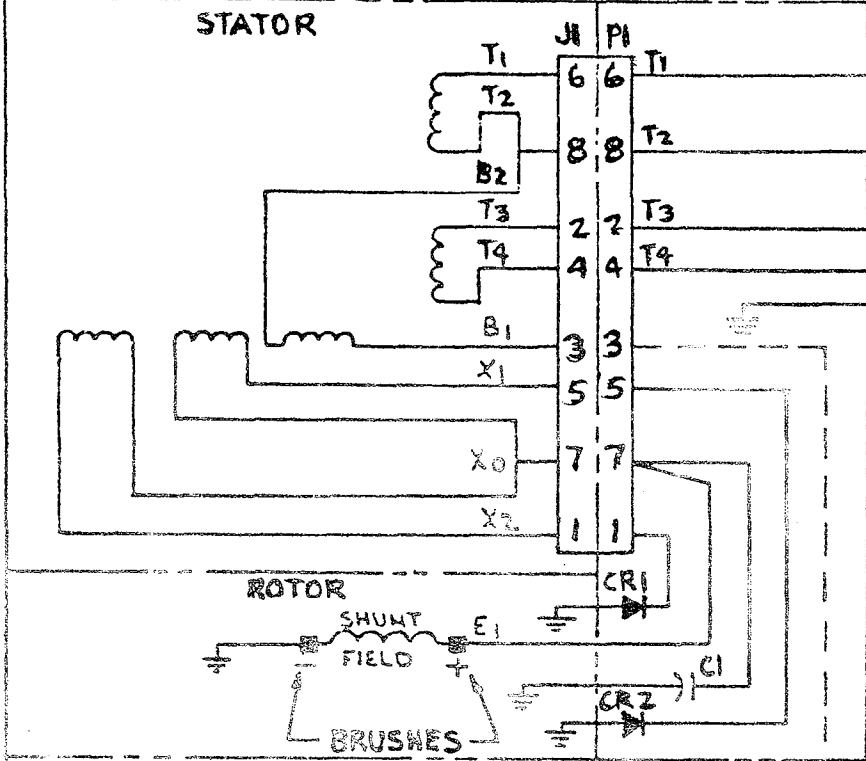 STATOR
J1 P1
T1 6 6 T1
T2
8 8 T2
B2
T3 2 2 T3
T4 4 4 T4
B1 3 3
X1 5 5
X0 7 7
X2 1 1
ROTOR
CR1
SHUNT
E1
FIELD
- +
C1
CR2
BRUSHES